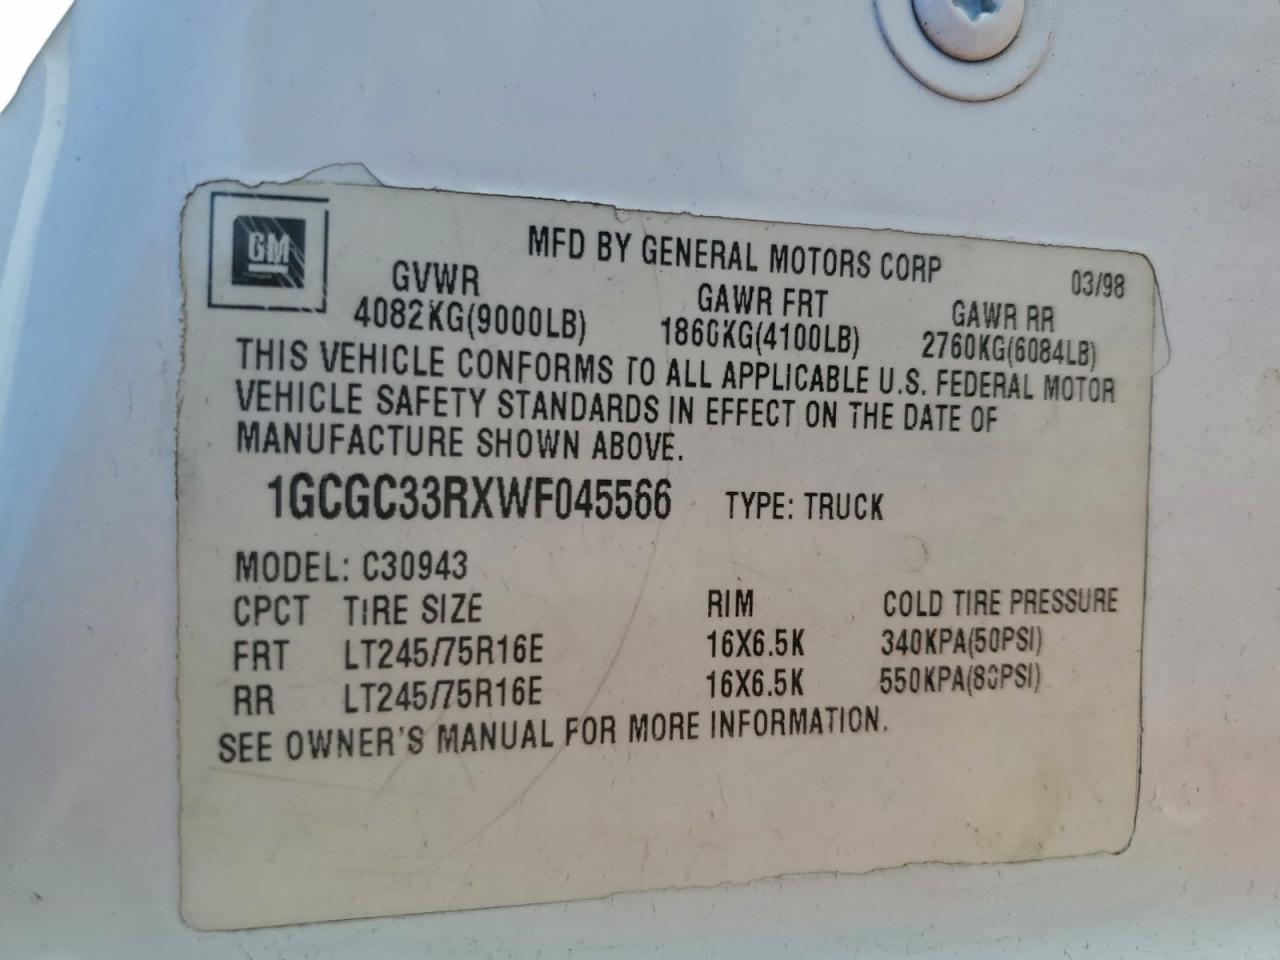 GM
MFD BY GENERAL MOTORS CORP 03/98
GVWR GAWR FRT GAWR RR
4082KG(9000LB) 1860KG(4100LB) 2760KG(6084LB)
THIS VEHICLE CONFORMS TO ALL APPLICABLE U.S. FEDERAL MOTOR
VEHICLE SAFETY STANDARDS IN EFFECT ON THE DATE OF
MANUFACTURE SHOWN ABOVE.
1GCGC33RXWF045566 TYPE: TRUCK
MODEL: C30943
CPCT TIRE SIZE RIM COLD TIRE PRESSURE
FRT LT245/75R16E 16X6.5K 340KPA(50PSI)
RR LT245/75R16E 16X6.5K 550KPA(80PSI)
SEE OWNER'S MANUAL FOR MORE INFORMATION.